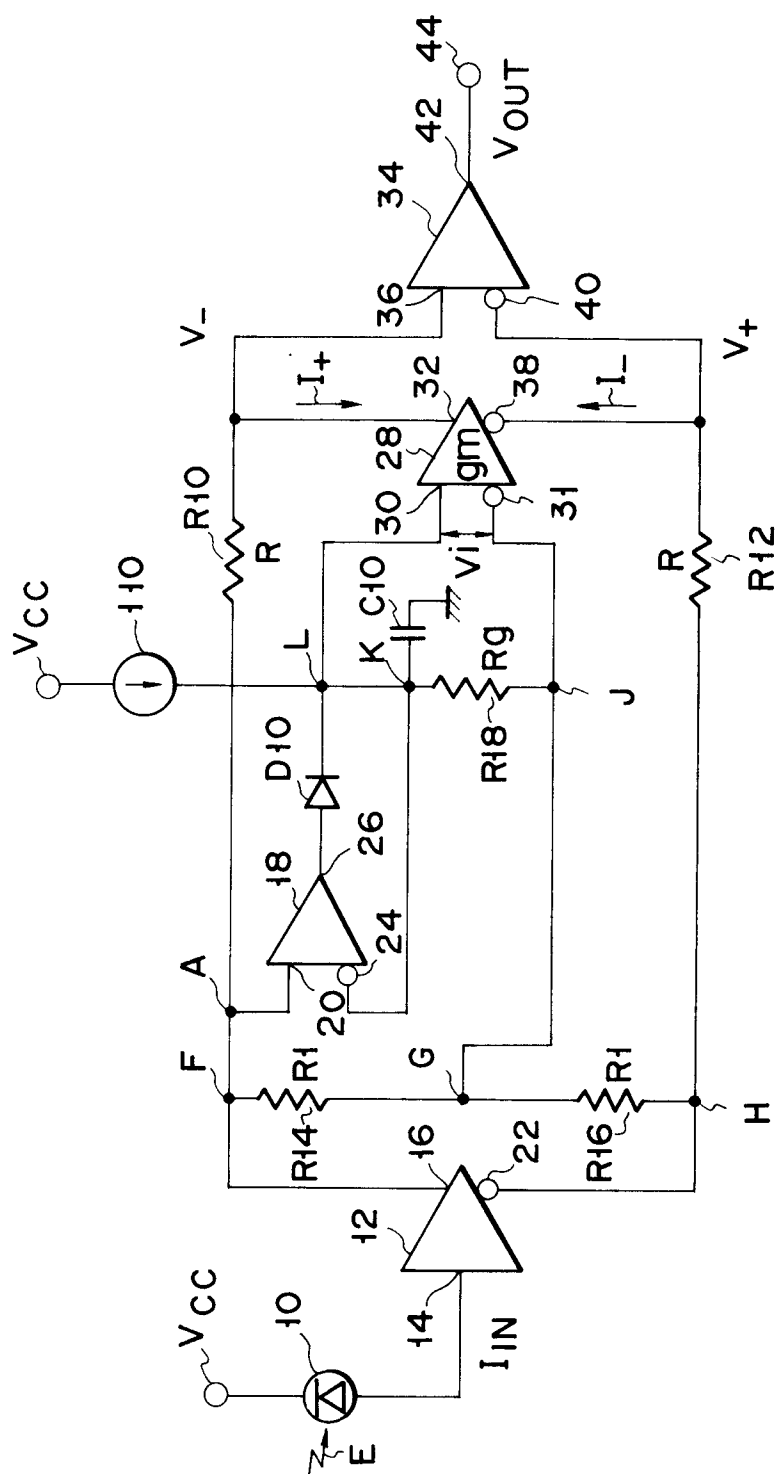 VCC
10
E
IIN
14
12
16
22
F
R14
R1
G
R16
R1
H
A
20
24
18
26
D10
VCC
110
L
K
C10
R18
Rg
J
R10
R
30
28
gm
Vi
31
32
38
I+
I-
R
R12
V-
V+
36
34
40
42
44
VOUT